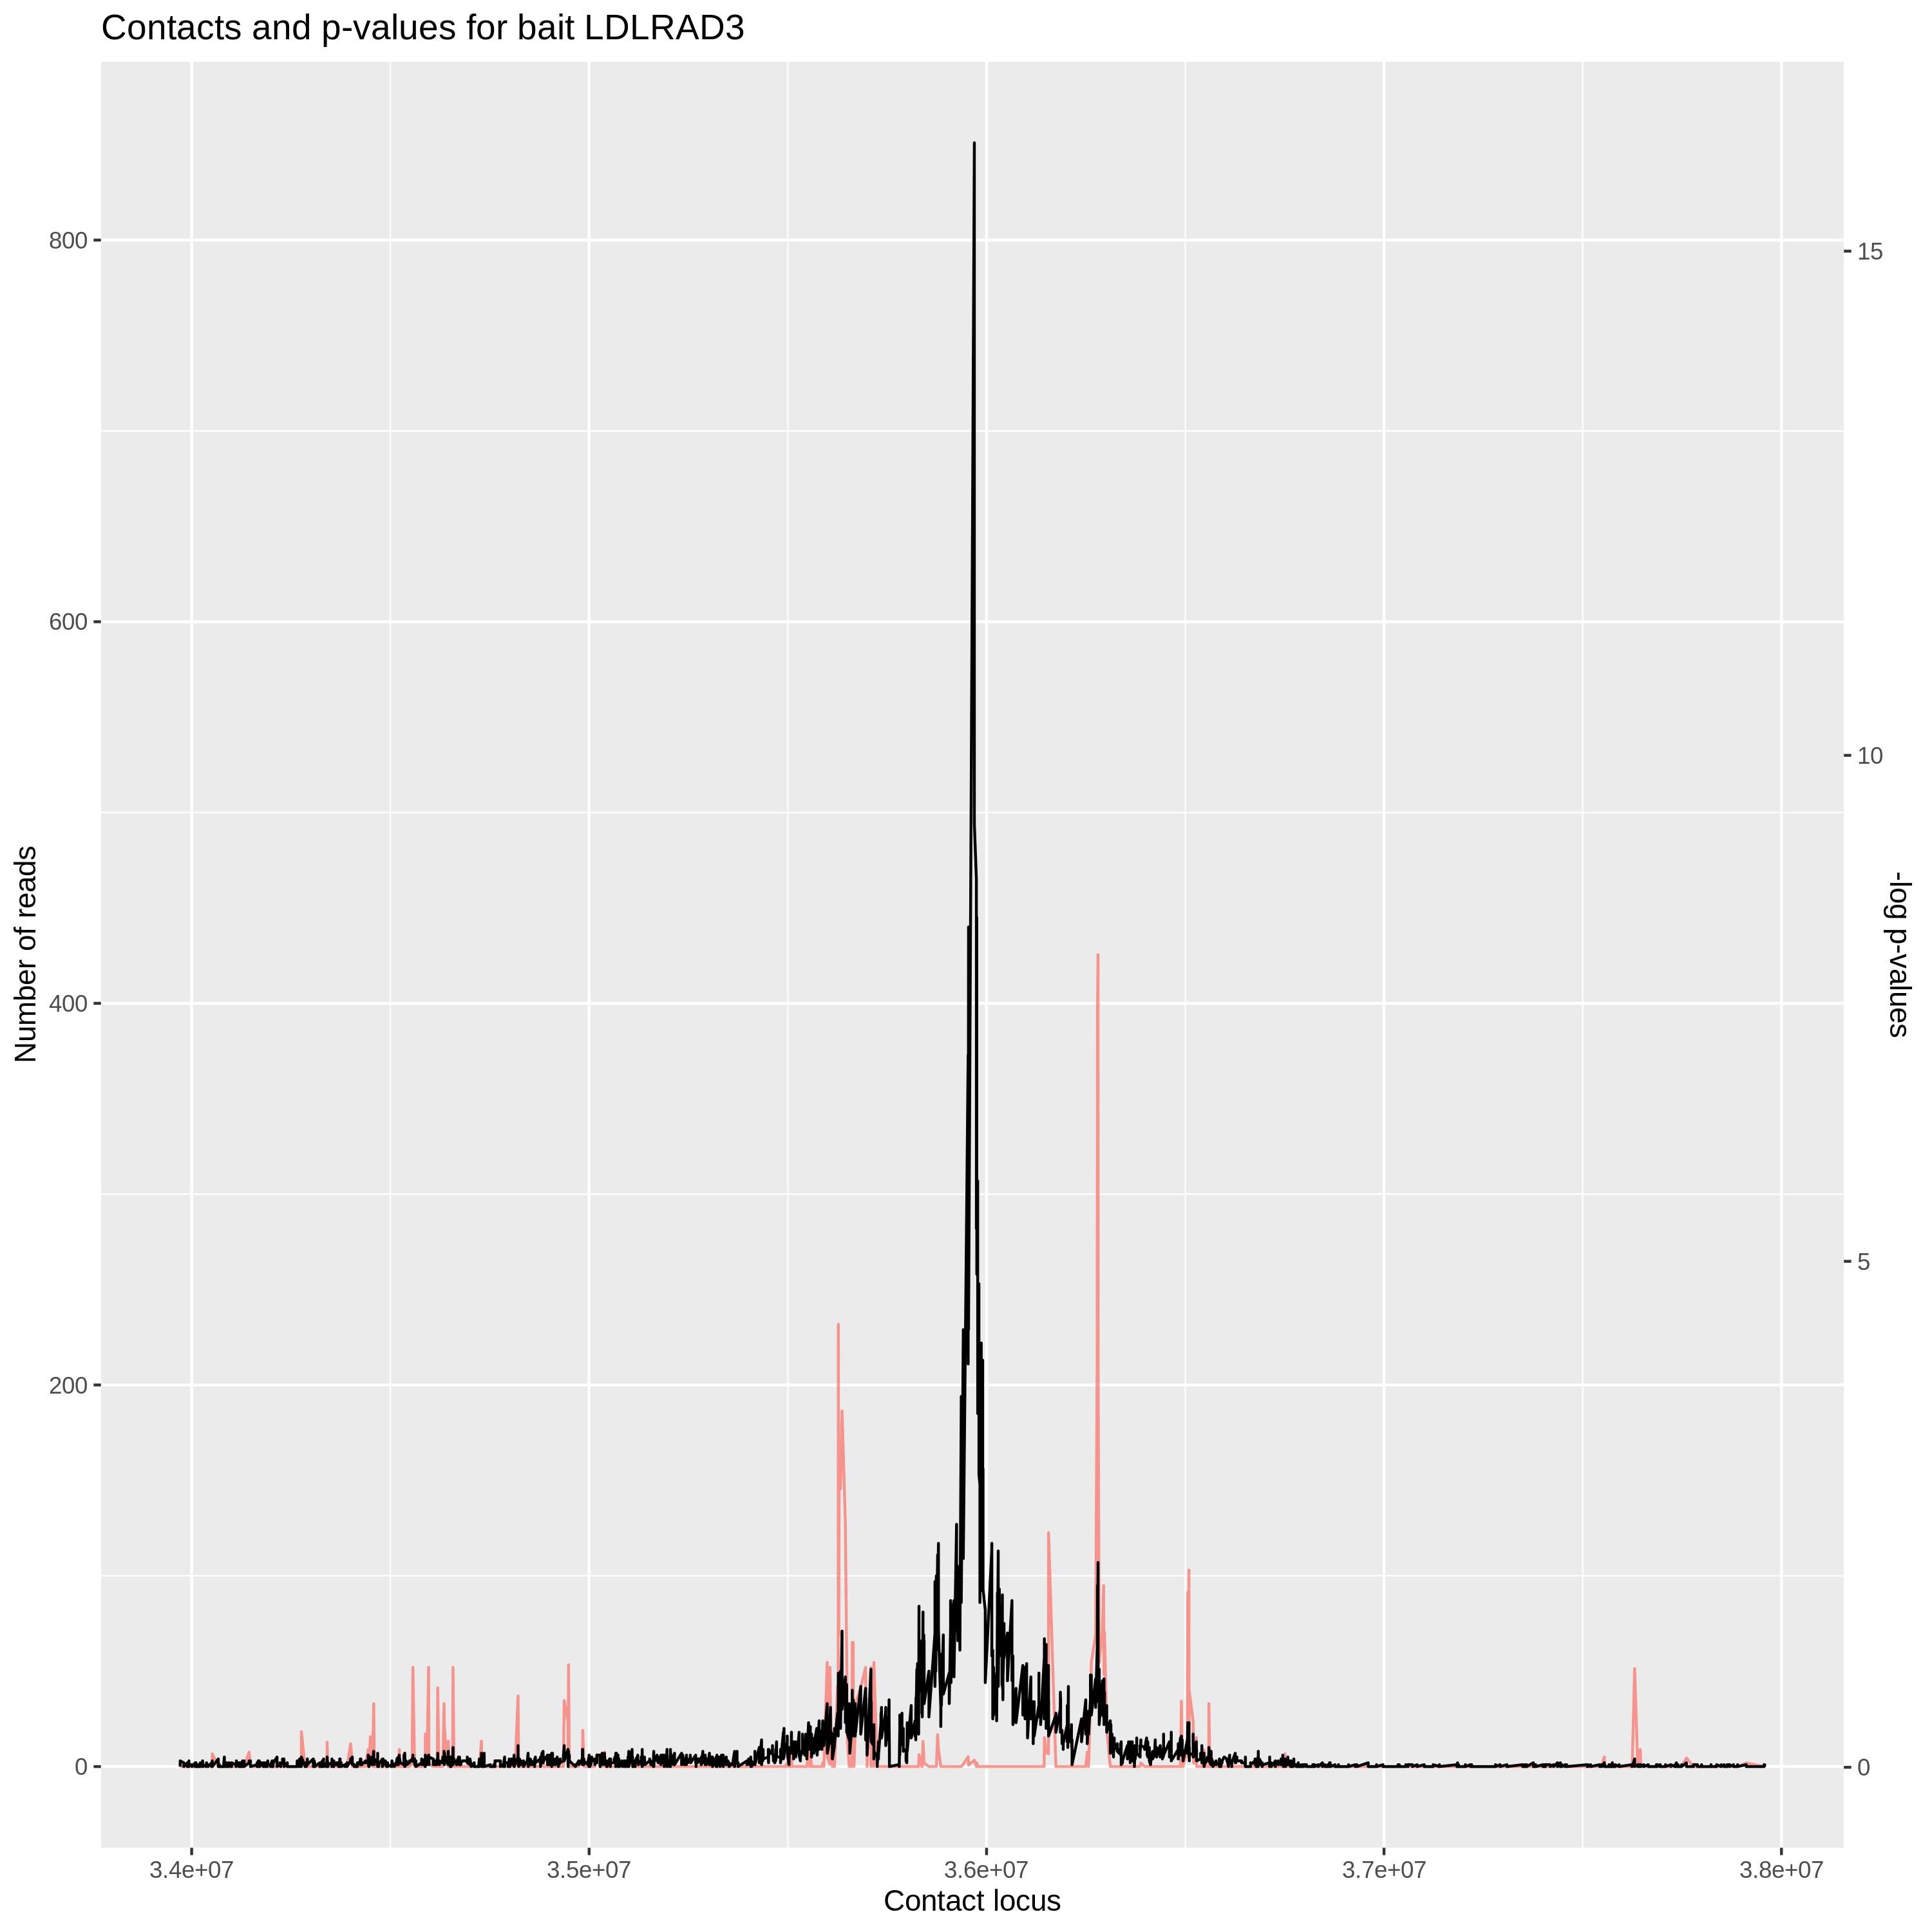 Contacts and p-values for bait LDLRAD3
800
600
400
200
0
15
10
5
0
Number of reads
-log p-values
3.4e+07
3.5e+07
3.6e+07
3.7e+07
3.8e+07
Contact locus